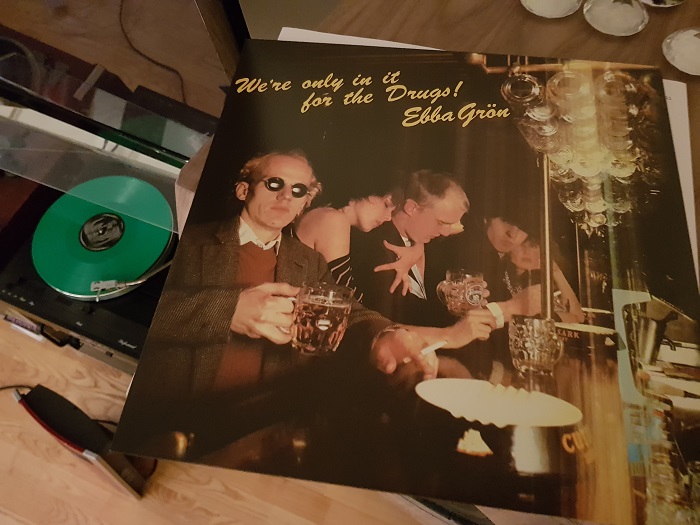 We're only in it
for the Drugs!
Ebba Grön